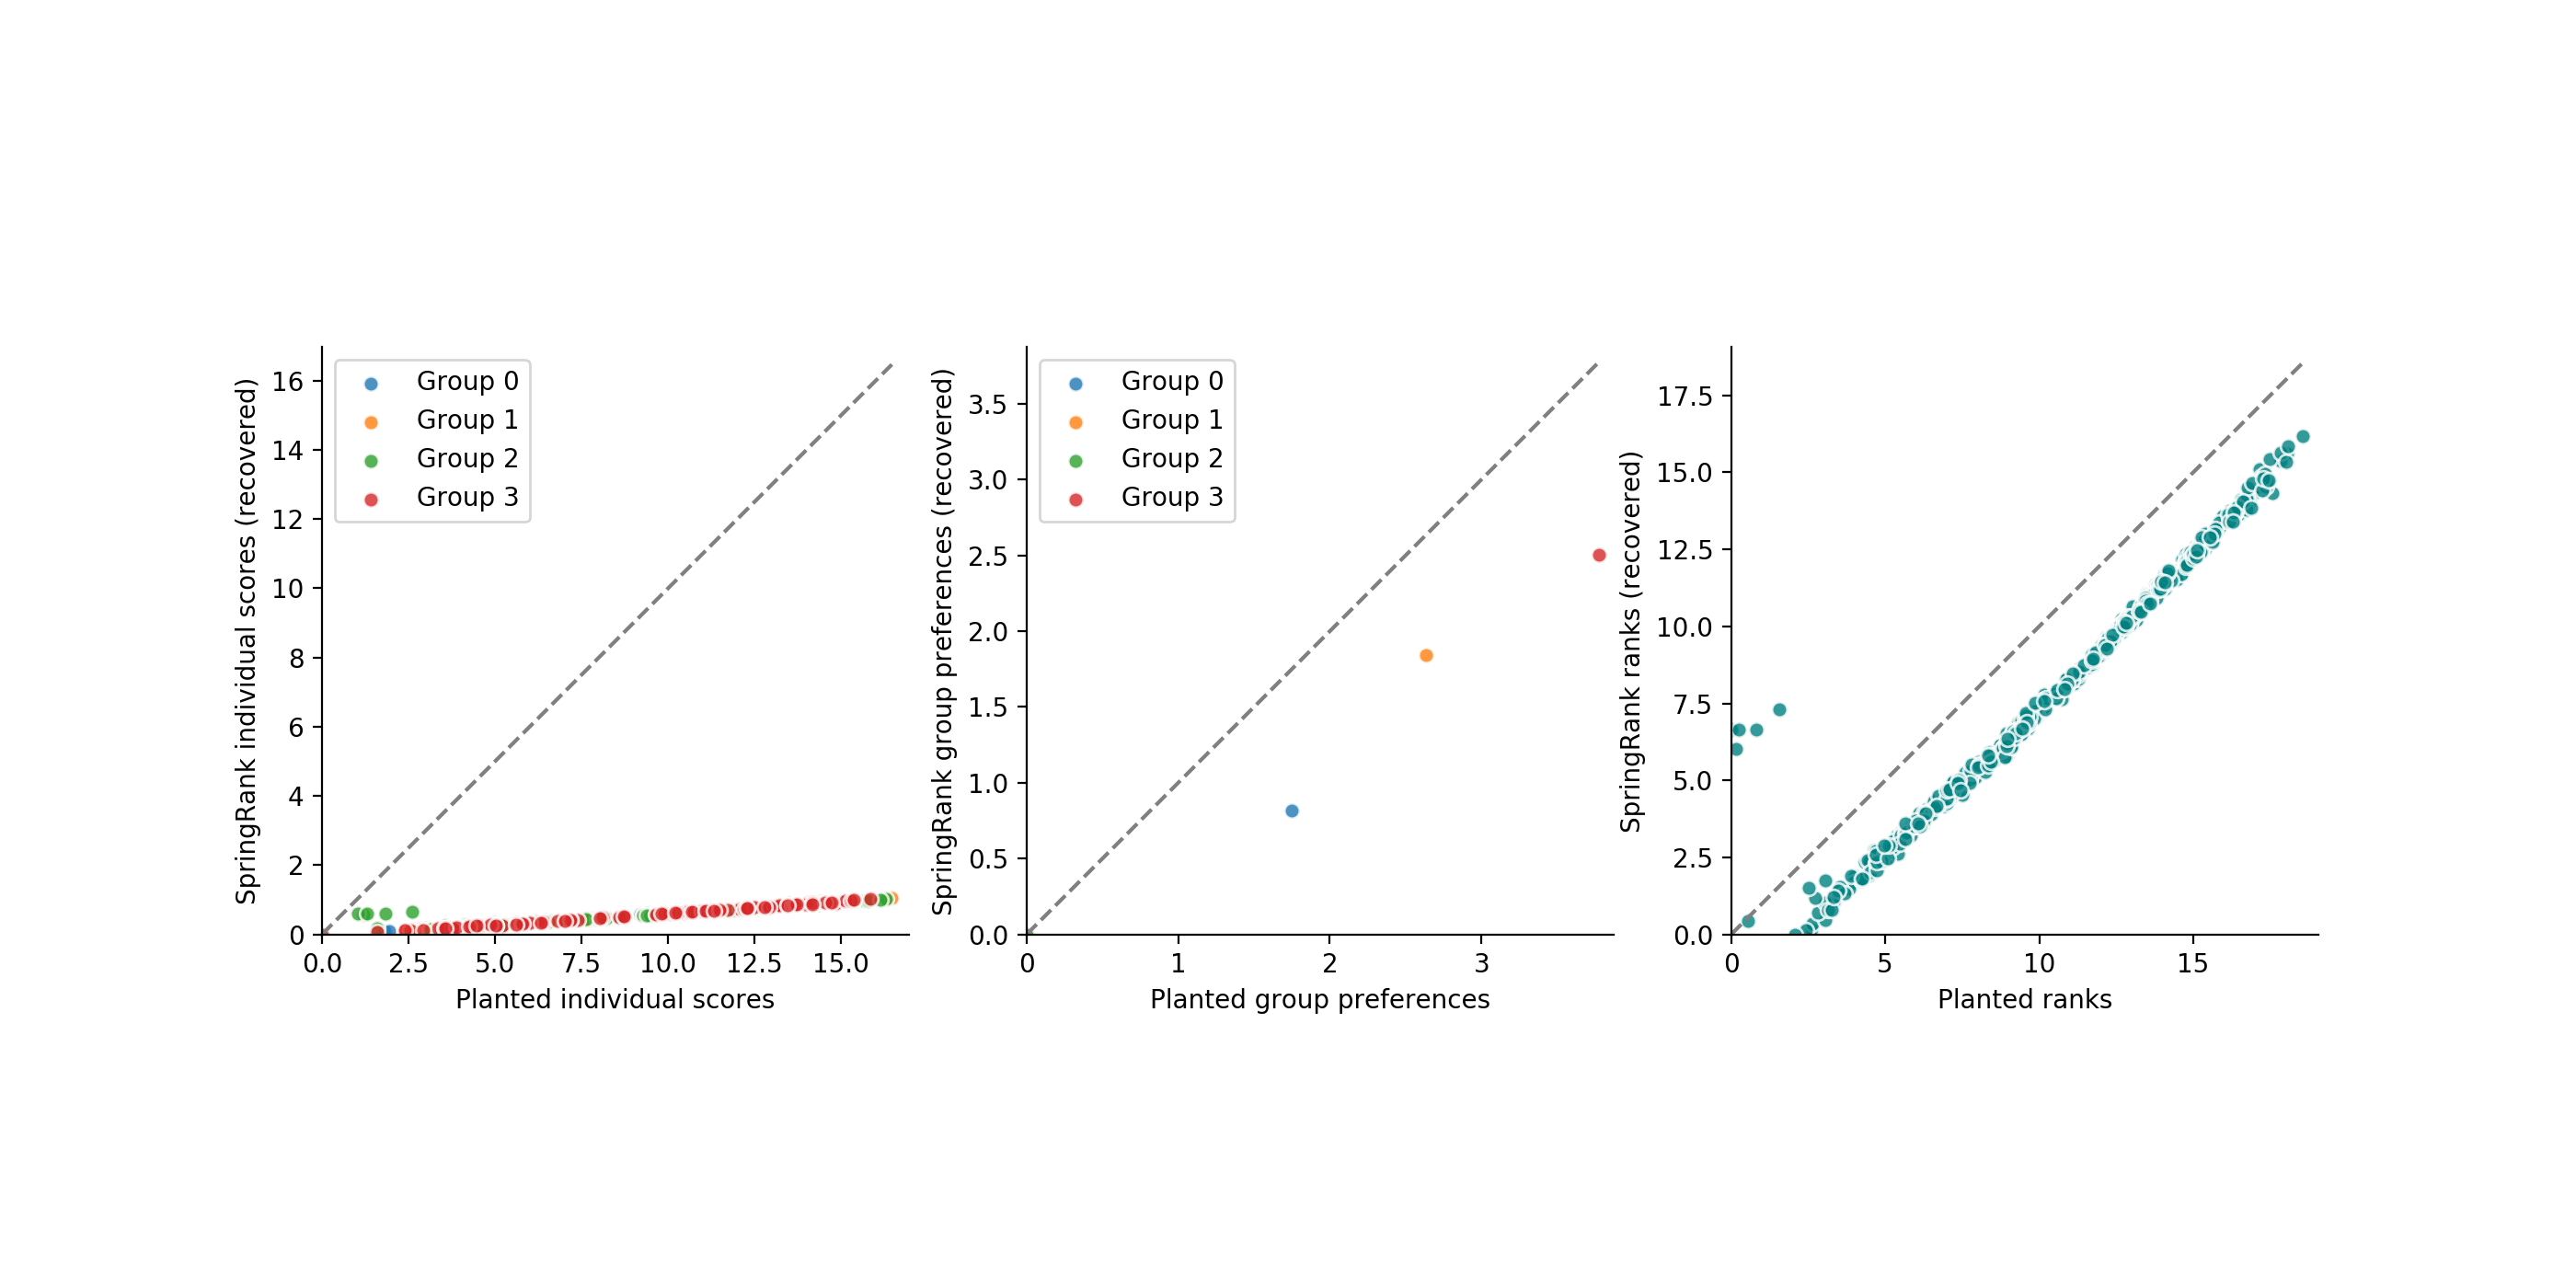 SpringRank individual scores (recovered)
16
14
12
10
8
6
4
2
0
Group 0
Group 1
Group 2
Group 3
0.0 2.5 5.0 7.5 10.0 12.5 15.0
Planted individual scores
SpringRank group preferences (recovered)
3.5
3.0
2.5
2.0
1.5
1.0
0.5
0.0
Group 0
Group 1
Group 2
Group 3
0 1 2 3
Planted group preferences
SpringRank ranks (recovered)
17.5
15.0
12.5
10.0
7.5
5.0
2.5
0.0
0 5 10 15
Planted ranks